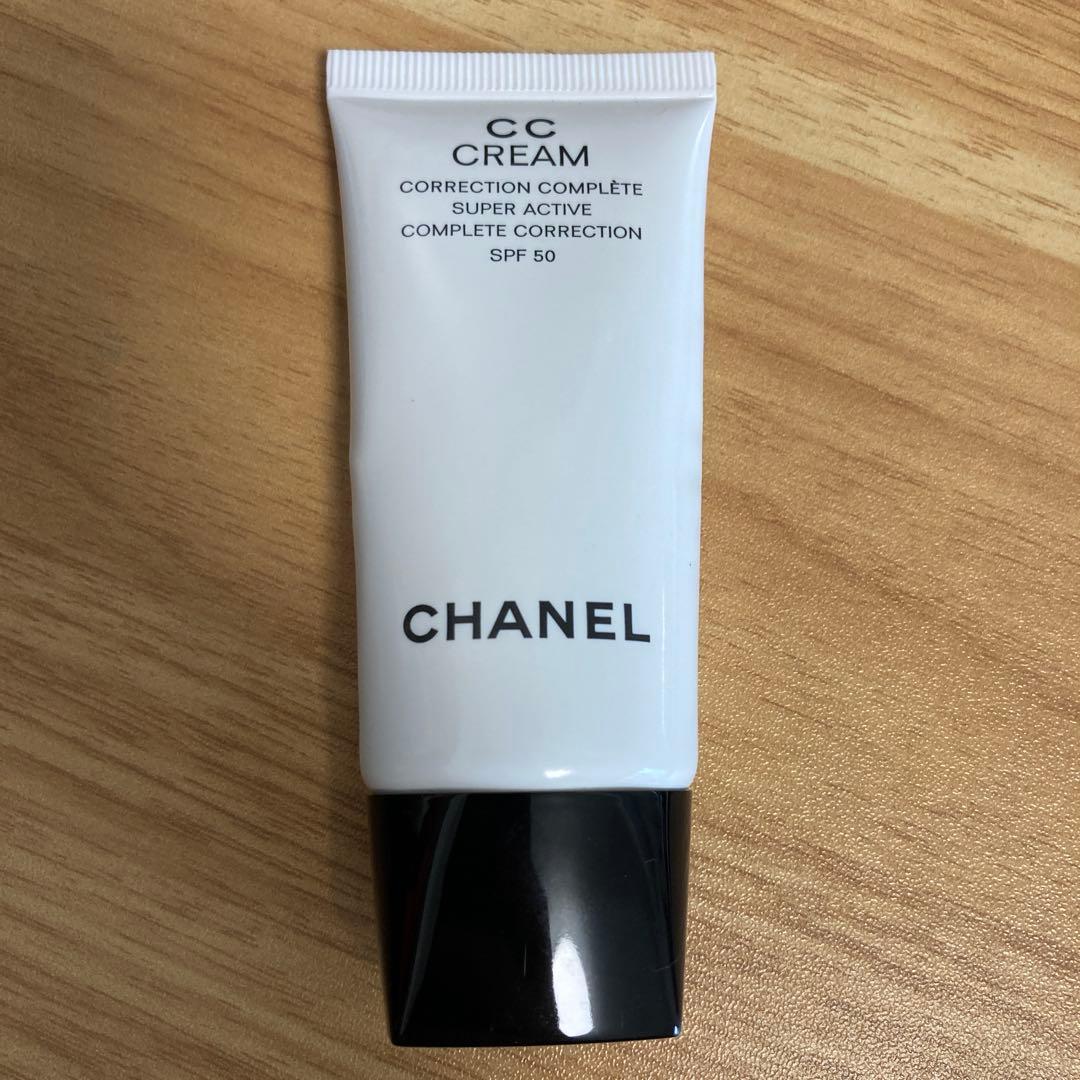 CC
CREAM
CORRECTION COMPLÈTE
SUPER ACTIVE
COMPLETE CORRECTION
SPF 50
CHANEL